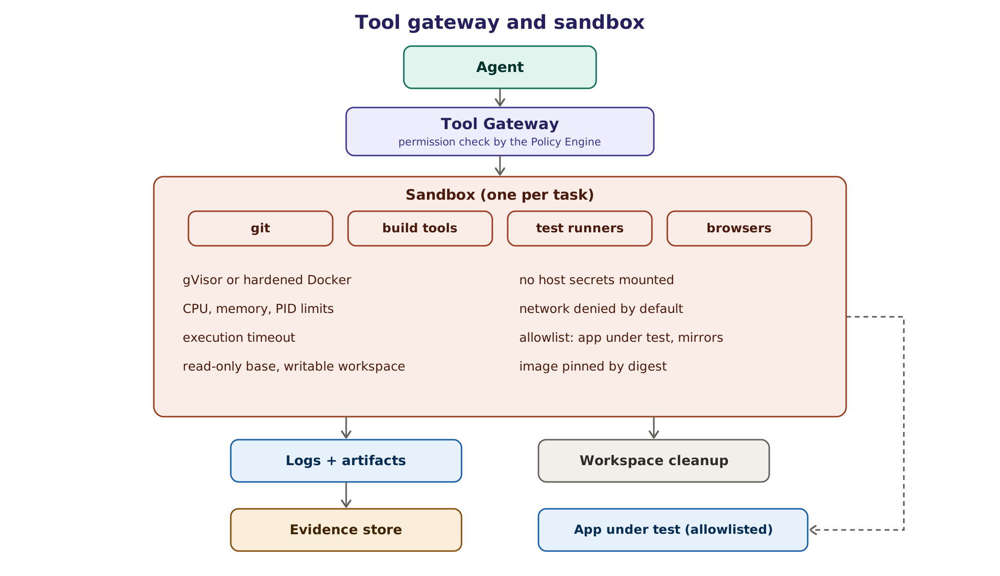 Tool gateway and sandbox
Agent
Tool Gateway
permission check by the Policy Engine
Sandbox (one per task)
git
build tools
test runners
browsers
gVisor or hardened Docker
no host secrets mounted
CPU, memory, PID limits
network denied by default
execution timeout
allowlist: app under test, mirrors
read-only base, writable workspace
image pinned by digest
Logs + artifacts
Workspace cleanup
Evidence store
App under test (allowlisted)